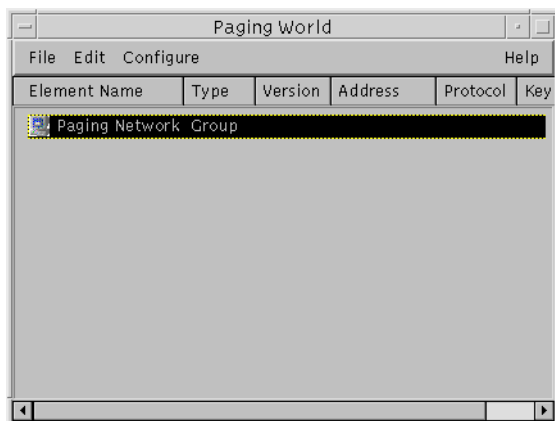 Paging World
File Edit Configure Help
Element Name Type Version Address Protocol Key
Paging Network Group